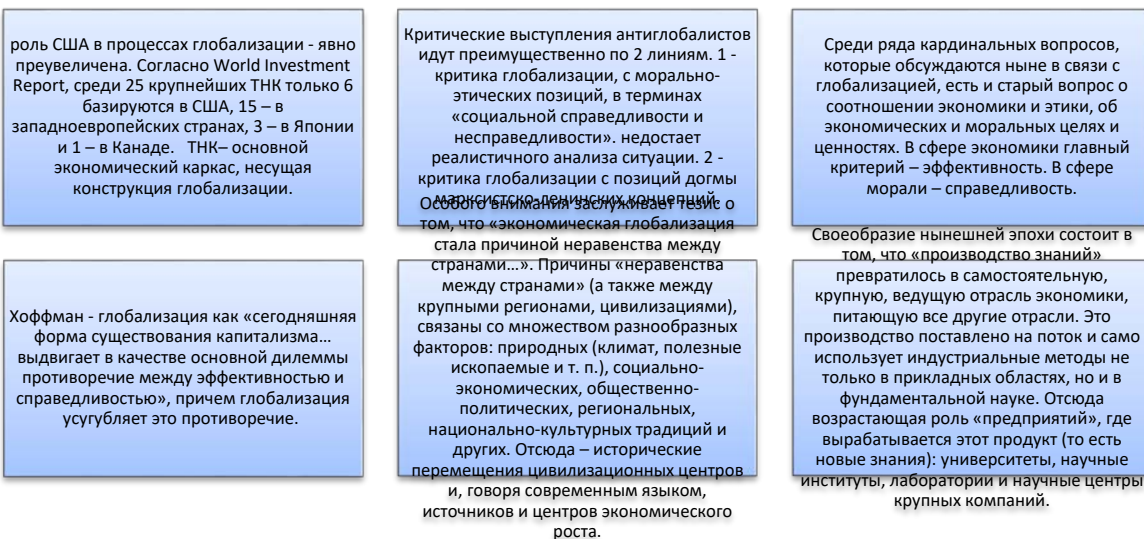 роль США в процессах глобализации - явно
преувеличена. Согласно World Investment
Report, среди 25 крупнейших ТНК только 6
базируются в США, 15 – в
западноевропейских странах, 3 – в Японии
и 1 – в Канаде.   ТНК– основной
экономический каркас, несущая
конструкция глобализации.
Критические выступления антиглобалистов
идут преимущественно по 2 линиям. 1 -
критика глобализации, с морально-
этических позиций, в терминах
«социальной справедливости и
несправедливости». недостает
реалистичного анализа ситуации. 2 -
критика глобализации с позиций догмы
марксистско-ленинских концепций.
Среди ряда кардинальных вопросов,
которые обсуждаются ныне в связи с
глобализацией, есть и старый вопрос о
соотношении экономики и этики, об
экономических и моральных целях и
ценностях. В сфере экономики главный
критерий – эффективность. В сфере
морали – справедливость.
Хоффман - глобализация как «сегодняшняя
форма существования капитализма…
выдвигает в качестве основной дилеммы
противоречие между эффективностью и
справедливостью», причем глобализация
усугубляет это противоречие.
Особого внимания заслуживает тезис о
том, что «экономическая глобализация
стала причиной неравенства между
странами…». Причины «неравенства
между странами» (а также между
крупными регионами, цивилизациями),
связаны со множеством разнообразных
факторов: природных (климат, полезные
ископаемые и т. п.), социально-
экономических, общественно-
политических, региональных,
национально-культурных традиций и
других. Отсюда – исторические
перемещения цивилизационных центров
и, говоря современным языком,
источников и центров экономического
роста.
Своеобразие нынешней эпохи состоит в
том, что «производство знаний»
превратилось в самостоятельную,
крупную, ведущую отрасль экономики,
питающую все другие отрасли. Это
производство поставлено на поток и само
использует индустриальные методы не
только в прикладных областях, но и в
фундаментальной науке. Отсюда
возрастающая роль «предприятий», где
вырабатывается этот продукт (то есть
новые знания): университеты, научные
институты, лаборатории и научные центры
крупных компаний.